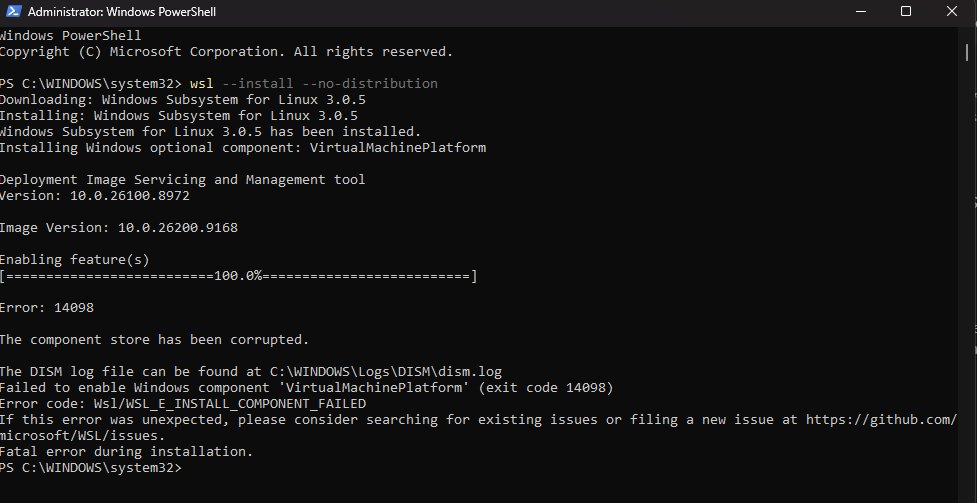 Administrator: Windows PowerShell
Windows PowerShell
Copyright (C) Microsoft Corporation. All rights reserved.
PS C:\WINDOWS\system32> wsl --install --no-distribution
Downloading: Windows Subsystem for Linux 3.0.5
Installing: Windows Subsystem for Linux 3.0.5
Windows Subsystem for Linux 3.0.5 has been installed.
Installing Windows optional component: VirtualMachinePlatform
Deployment Image Servicing and Management tool
Version: 10.0.26100.8972
Image Version: 10.0.26200.9168
Enabling feature(s)
[==========================100.0%==========================]
Error: 14098
The component store has been corrupted.
The DISM log file can be found at C:\WINDOWS\Logs\DISM\dism.log
Failed to enable Windows component 'VirtualMachinePlatform' (exit code 14098)
Error code: Wsl/WSL_E_INSTALL_COMPONENT_FAILED
If this error was unexpected, please consider searching for existing issues or filing a new issue at https://github.com/
microsoft/WSL/issues.
Fatal error during installation.
PS C:\WINDOWS\system32>